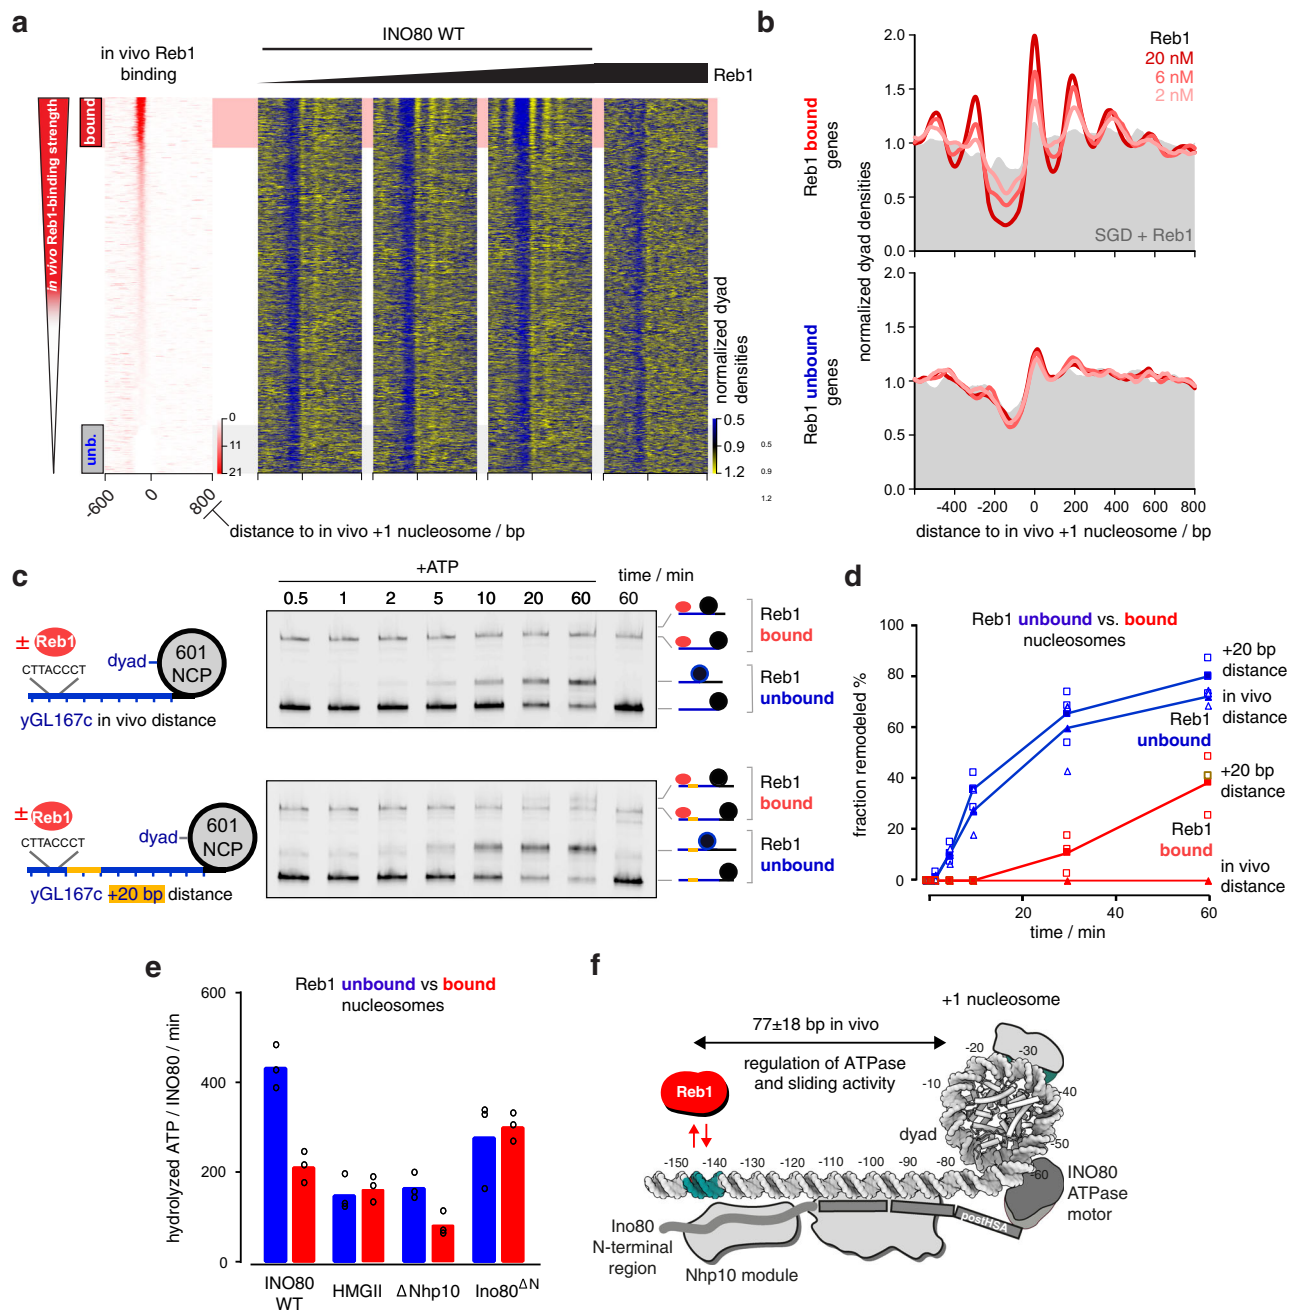 a
in vivo Reb1
binding
INO80 WT
Reb1
in vivo Reb1-binding strength
bound
unb.
0
11
21
-600
0
800
distance to in vivo +1 nucleosome / bp
normalized dyad
densities
0.5
0.9
1.2
0.5
0.9
1.2
b
Reb1 bound
genes
Reb1 unbound
genes
normalized dyad densities
2.0
1.5
1.0
0.5
0.0
Reb1
20 nM
6 nM
2 nM
SGD + Reb1
2.0
1.5
1.0
0.5
0.0
-400
-200
0
200
400
600
800
distance to in vivo +1 nucleosome / bp
c
+ATP
time / min
0.5 1 2 5 10 20 60 60
± Reb1
CTTACCCT
dyad
601
NCP
yGL167c in vivo distance
Reb1
bound
Reb1
unbound
± Reb1
CTTACCCT
dyad
601
NCP
yGL167c +20 bp distance
Reb1
bound
Reb1
unbound
d
Reb1 unbound vs. bound
nucleosomes
fraction remodeled %
100
80
60
40
20
0
20
40
60
time / min
+20 bp
distance
in vivo
distance
Reb1
unbound
+20 bp
distance
Reb1
bound
in vivo
distance
e
Reb1 unbound vs bound
nucleosomes
hydrolyzed ATP / INO80 / min
600
400
200
0
INO80
WT
HMGII
ΔNhp10
Ino80ΔN
f
+1 nucleosome
77±18 bp in vivo
regulation of ATPase
and sliding activity
Reb1
dyad
-10
-20
-30
-40
-50
-60
-150
-140
-130
-120
-110
-100
-90
-80
INO80
ATPase
motor
postHSA
Ino80
N-terminal
region
Nhp10 module